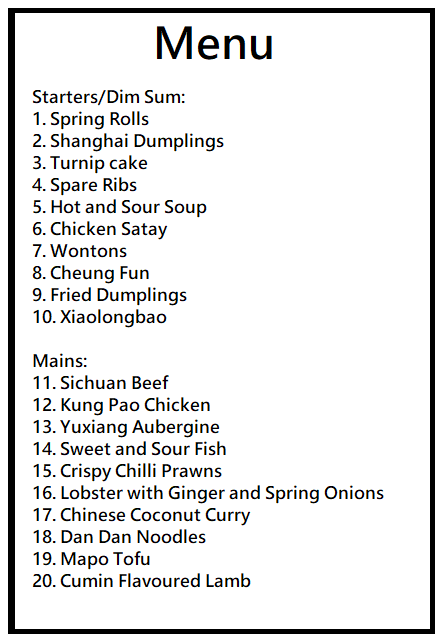 Menu
Starters/Dim Sum:
1. Spring Rolls
2. Shanghai Dumplings
3. Turnip cake
4. Spare Ribs
5. Hot and Sour Soup
6. Chicken Satay
7. Wontons
8. Cheung Fun
9. Fried Dumplings
10. Xiaolongbao
Mains:
11. Sichuan Beef
12. Kung Pao Chicken
13. Yuxiang Aubergine
14. Sweet and Sour Fish
15. Crispy Chilli Prawns
16. Lobster with Ginger and Spring Onions
17. Chinese Coconut Curry
18. Dan Dan Noodles
19. Mapo Tofu
20. Cumin Flavoured Lamb